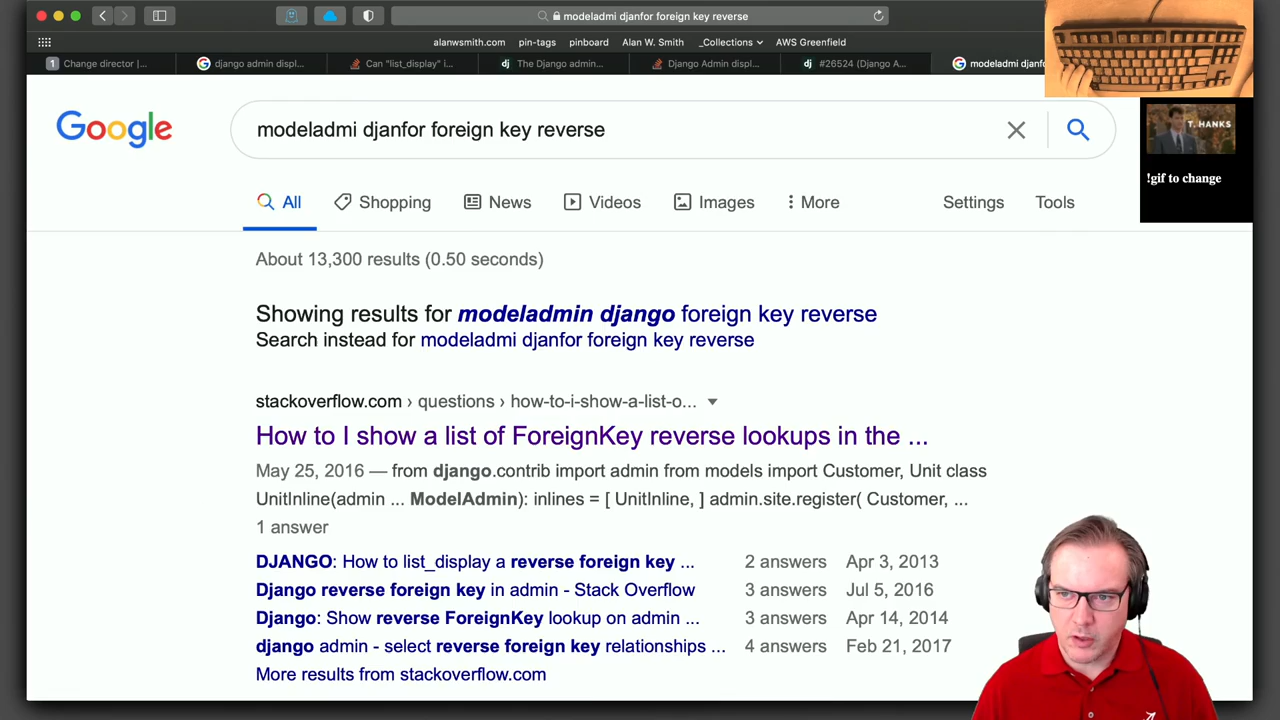 modeladmi djanfor foreign key reverse
alanwsmith.com pin-tags pinboard Alan W. Smith _Collections AWS Greenfield
1 Change director |... django admin displ... Can "list_display" i... dj The Django admin... Django Admin displ... dj #26524 (Django A... modeladmi djanfo
Google
modeladmi djanfor foreign key reverse
T. HANKS
!gif to change
All Shopping News Videos Images More Settings Tools
About 13,300 results (0.50 seconds)
Showing results for modeladmin django foreign key reverse
Search instead for modeladmi djanfor foreign key reverse
stackoverflow.com › questions › how-to-i-show-a-list-o...
How to I show a list of ForeignKey reverse lookups in the ...
May 25, 2016 — from django.contrib import admin from models import Customer, Unit class
UnitInline(admin ... ModelAdmin): inlines = [ UnitInline, ] admin.site.register( Customer, ...
1 answer
DJANGO: How to list_display a reverse foreign key ... 2 answers Apr 3, 2013
Django reverse foreign key in admin - Stack Overflow 3 answers Jul 5, 2016
Django: Show reverse ForeignKey lookup on admin ... 3 answers Apr 14, 2014
django admin - select reverse foreign key relationships ... 4 answers Feb 21, 2017
More results from stackoverflow.com